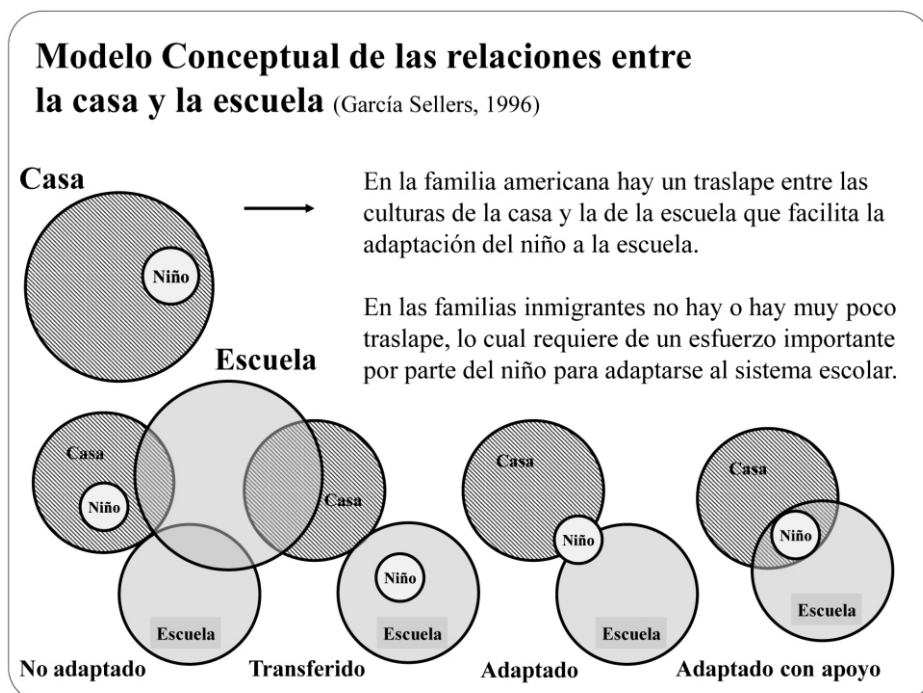 Modelo Conceptual de las relaciones entre
la casa y la escuela (García Sellers, 1996)
Casa
Niño
En la familia americana hay un traslape entre las
culturas de la casa y la de la escuela que facilita la
adaptación del niño a la escuela.
En las familias inmigrantes no hay o hay muy poco
traslape, lo cual requiere de un esfuerzo importante
por parte del niño para adaptarse al sistema escolar.
Escuela
Casa
Niño
Escuela
No adaptado
Casa
Niño
Escuela
Transferido
Casa
Niño
Escuela
Adaptado
Casa
Niño
Escuela
Adaptado con apoyo